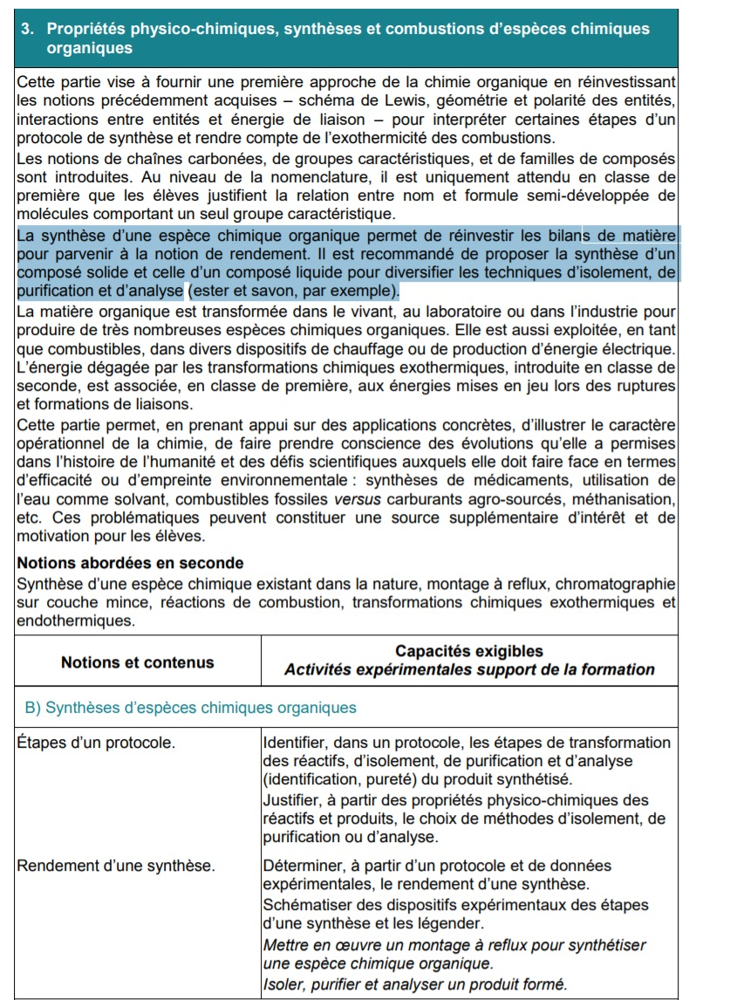 3. Propriétés physico-chimiques, synthèses et combustions d’espèces chimiques
organiques
Cette partie vise à fournir une première approche de la chimie organique en réinvestissant
les notions précédemment acquises – schéma de Lewis, géométrie et polarité des entités,
interactions entre entités et énergie de liaison – pour interpréter certaines étapes d’un
protocole de synthèse et rendre compte de l’exothermicité des combustions.
Les notions de chaînes carbonées, de groupes caractéristiques, et de familles de composés
sont introduites. Au niveau de la nomenclature, il est uniquement attendu en classe de
première que les élèves justifient la relation entre nom et formule semi-développée de
molécules comportant un seul groupe caractéristique.
La synthèse d’une espèce chimique organique permet de réinvestir les bilans de matière
pour parvenir à la notion de rendement. Il est recommandé de proposer la synthèse d’un
composé solide et celle d’un composé liquide pour diversifier les techniques d’isolement, de
purification et d’analyse (ester et savon, par exemple).
La matière organique est transformée dans le vivant, au laboratoire ou dans l’industrie pour
produire de très nombreuses espèces chimiques organiques. Elle est aussi exploitée, en tant
que combustibles, dans divers dispositifs de chauffage ou de production d’énergie électrique.
L’énergie dégagée par les transformations chimiques exothermiques, introduite en classe de
seconde, est associée, en classe de première, aux énergies mises en jeu lors des ruptures
et formations de liaisons.
Cette partie permet, en prenant appui sur des applications concrètes, d’illustrer le caractère
opérationnel de la chimie, de faire prendre conscience des évolutions qu’elle a permises
dans l’histoire de l’humanité et des défis scientifiques auxquels elle doit faire face en termes
d’efficacité ou d’empreinte environnementale : synthèses de médicaments, utilisation de
l’eau comme solvant, combustibles fossiles versus carburants agro-sourcés, méthanisation,
etc. Ces problématiques peuvent constituer une source supplémentaire d’intérêt et de
motivation pour les élèves.
Notions abordées en seconde
Synthèse d’une espèce chimique existant dans la nature, montage à reflux, chromatographie
sur couche mince, réactions de combustion, transformations chimiques exothermiques et
endothermiques.
Notions et contenus
Capacités exigibles
Activités expérimentales support de la formation
B) Synthèses d’espèces chimiques organiques
Étapes d’un protocole.
Identifier, dans un protocole, les étapes de transformation
des réactifs, d’isolement, de purification et d’analyse
(identification, pureté) du produit synthétisé.
Justifier, à partir des propriétés physico-chimiques des
réactifs et produits, le choix de méthodes d’isolement, de
purification ou d’analyse.
Rendement d’une synthèse.
Déterminer, à partir d’un protocole et de données
expérimentales, le rendement d’une synthèse.
Schématiser des dispositifs expérimentaux des étapes
d’une synthèse et les légender.
Mettre en œuvre un montage à reflux pour synthétiser
une espèce chimique organique.
Isoler, purifier et analyser un produit formé.